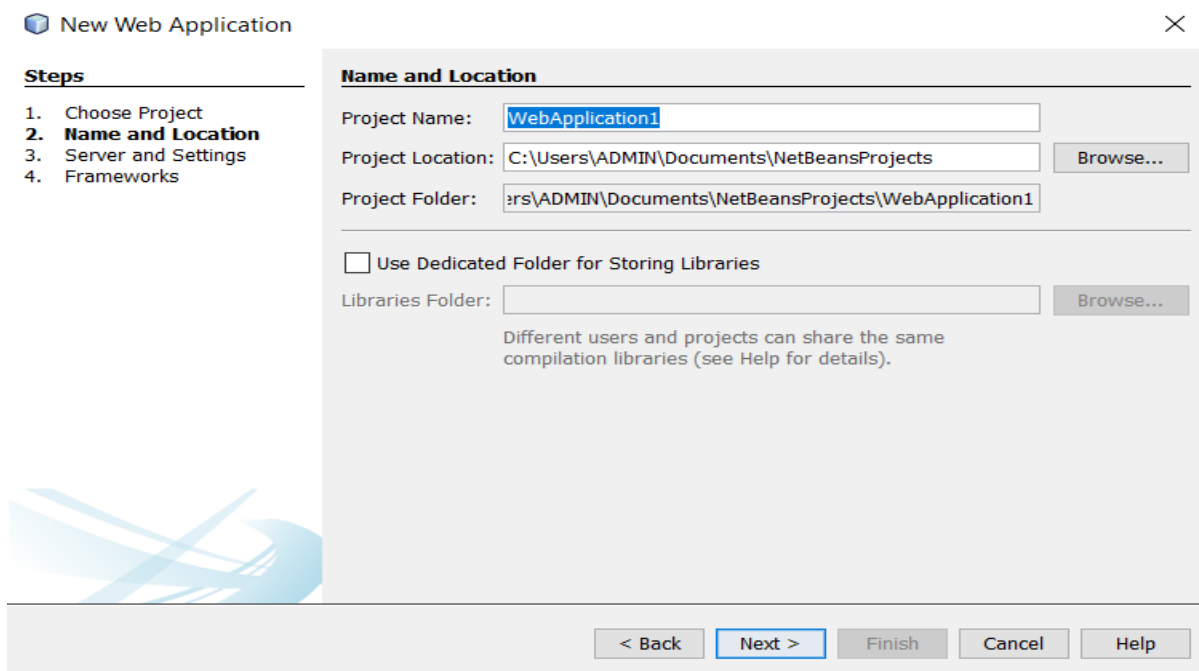 New Web Application
Steps
1. Choose Project
2. Name and Location
3. Server and Settings
4. Frameworks
Name and Location
Project Name: WebApplication1
Project Location: C:\Users\ADMIN\Documents\NetBeansProjects Browse...
Project Folder: ers\ADMIN\Documents\NetBeansProjects\WebApplication1
Use Dedicated Folder for Storing Libraries
Libraries Folder: Browse...
Different users and projects can share the same
compilation libraries (see Help for details).
< Back Next > Finish Cancel Help